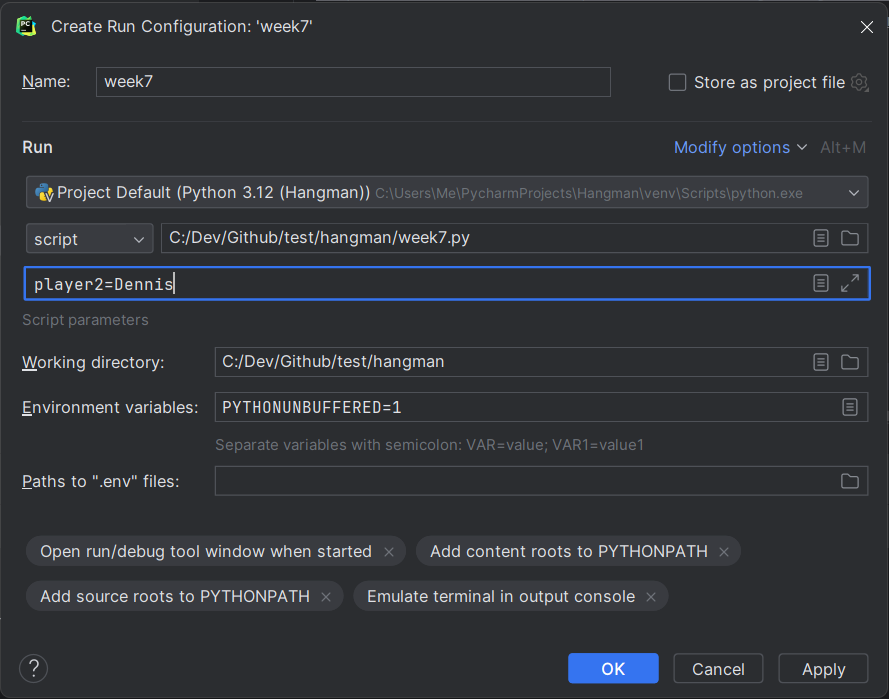 PC
Create Run Configuration: 'week7'
Name: week7 Store as project file
Run Modify options Alt+M
Project Default (Python 3.12 (Hangman)) C:\Users\Me\PycharmProjects\Hangman\venv\Scripts\python.exe
script C:/Dev/Github/test/hangman/week7.py
player2=Dennis
Script parameters
Working directory: C:/Dev/Github/test/hangman
Environment variables: PYTHONUNBUFFERED=1
Separate variables with semicolon: VAR=value; VAR1=value1
Paths to ".env" files:
Open run/debug tool window when started × Add content roots to PYTHONPATH ×
Add source roots to PYTHONPATH × Emulate terminal in output console ×
? OK Cancel Apply